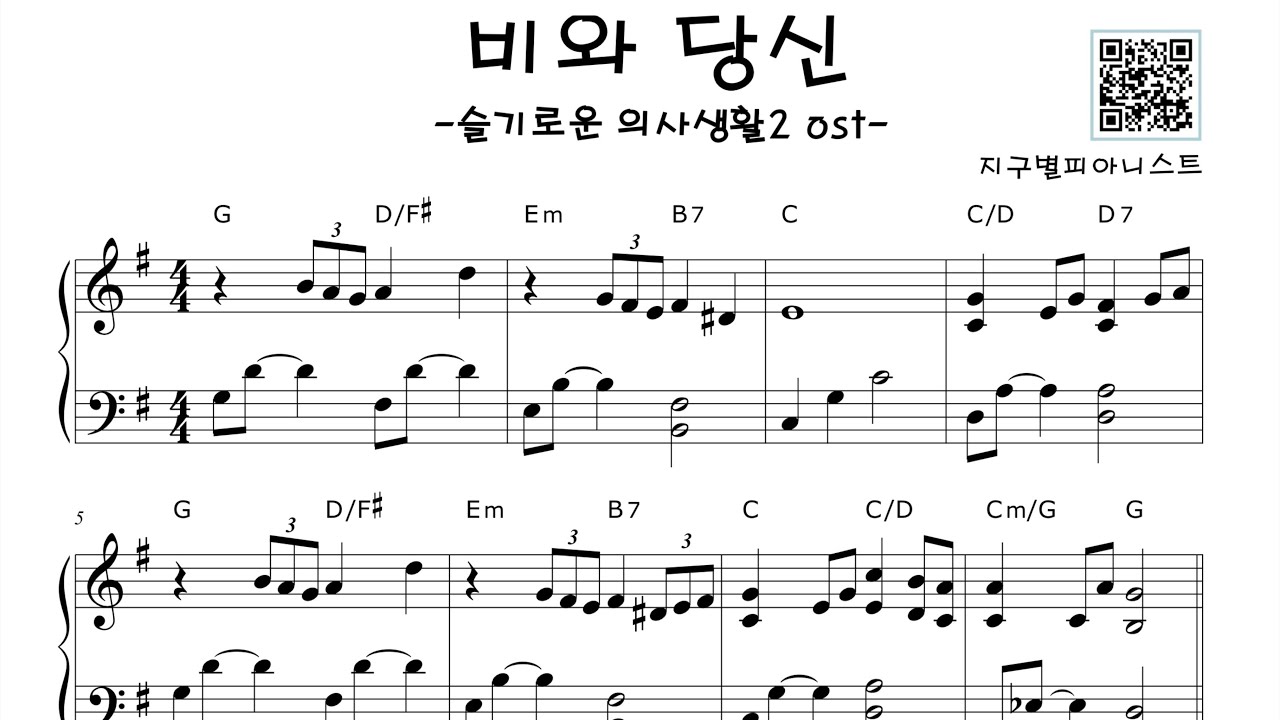 비와 당신
-슬기로운 의사생활2 ost-
지구별피아니스트
G D/F♯ Em B7 C C/D D7
3 3
4 4
4 4
G D/F♯ Em B7 C C/D Cm/G G
5 3 3 3